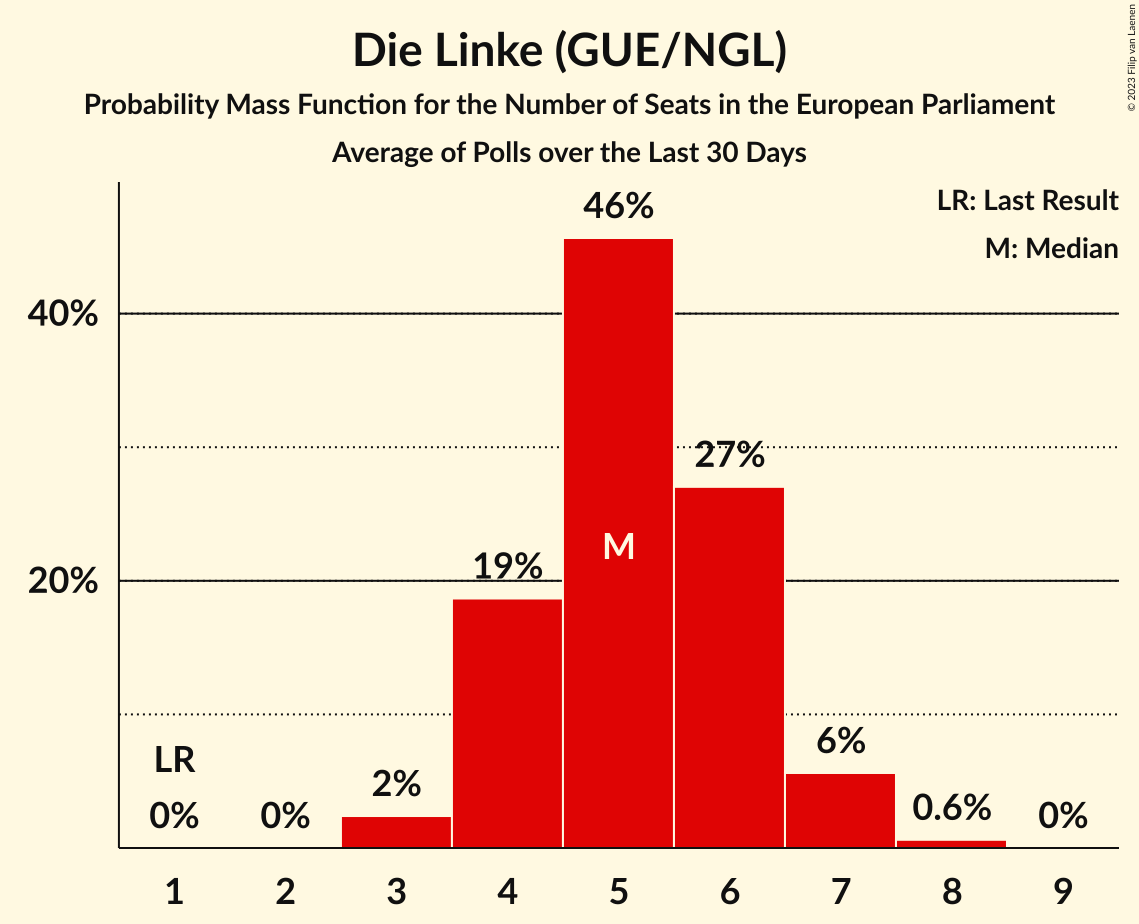 Die Linke (GUE/NGL)
Probability Mass Function for the Number of Seats in the European Parliament
Average of Polls over the Last 30 Days
© 2023 Filip van Laenen
LR: Last Result
M: Median
46%
40%
27%
M
20%
19%
6%
LR
2%
0.6%
0%
0%
0%
1 2 3 4 5 6 7 8 9